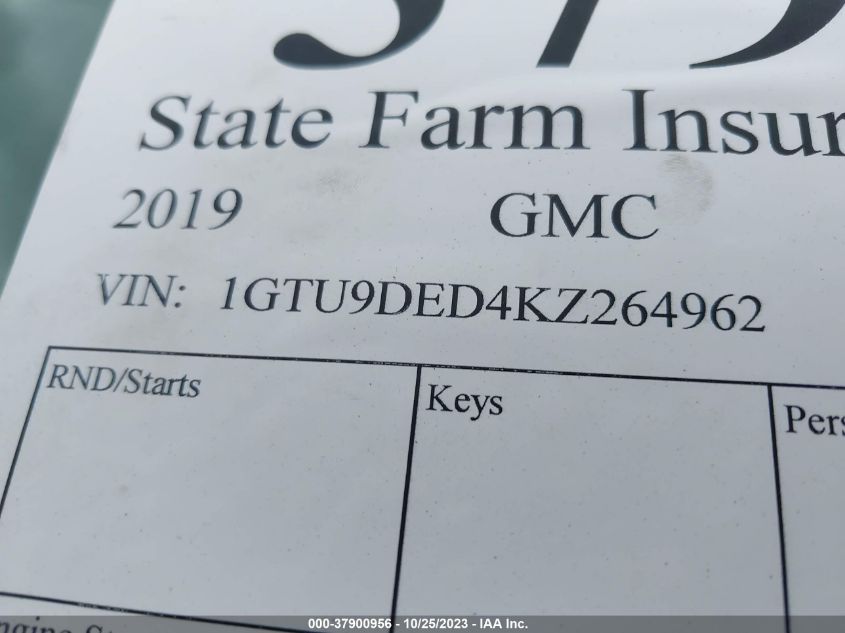 State Farm Insur
2019 GMC
VIN: 1GTU9DED4KZ264962
RND/Starts Keys Pers
000-37900956 - 10/25/2023 - IAA Inc.